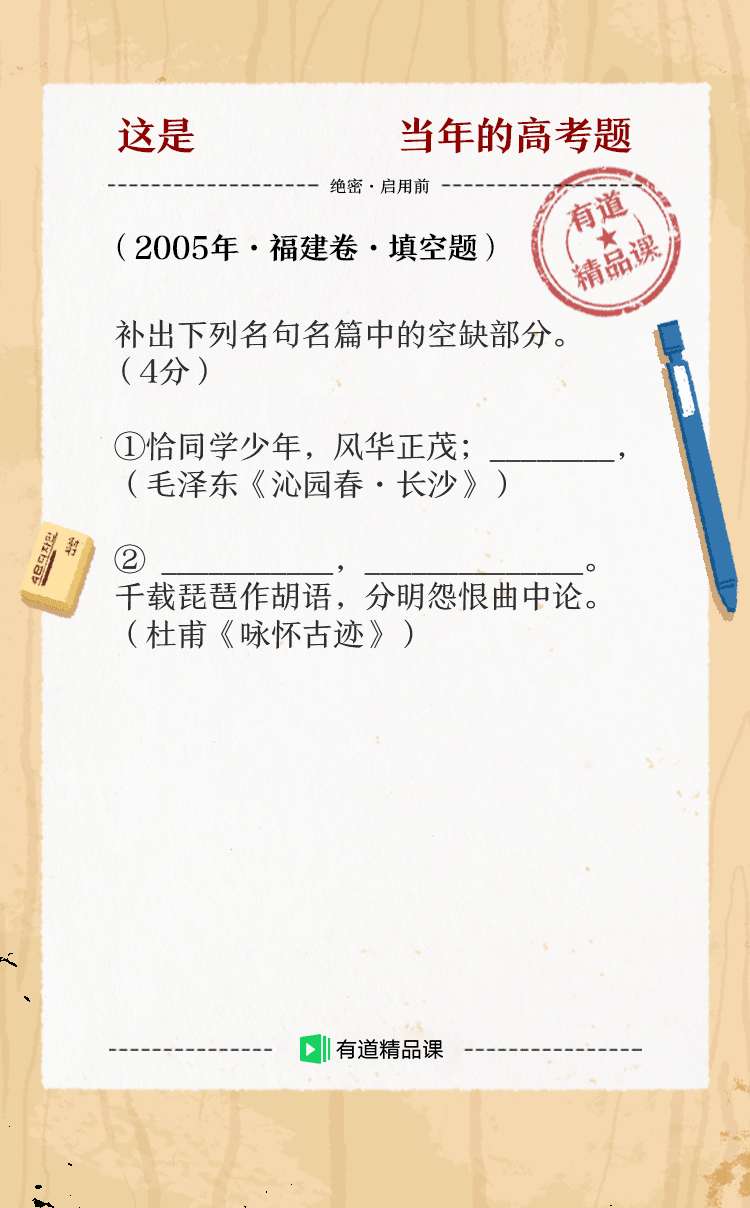 这是 当年的高考题
绝密·启用前
有道
精品课
（2005年·福建卷·填空题）
补出下列名句名篇中的空缺部分。
（4分）
①恰同学少年，风华正茂；________，
（毛泽东《沁园春·长沙》）
② ___________，________________。
千载琵琶作胡语，分明怨恨曲中论。
（杜甫《咏怀古迹》）
有道精品课